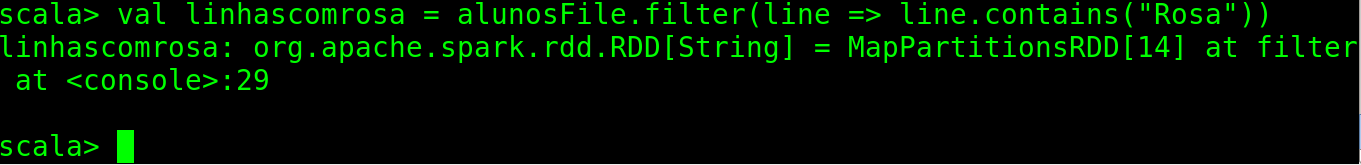 scala> val linhascomrosa = alunosFile.filter(line => line.contains("Rosa"))
linhascomrosa: org.apache.spark.rdd.RDD[String] = MapPartitionsRDD[14] at filter
 at <console>:29
scala>